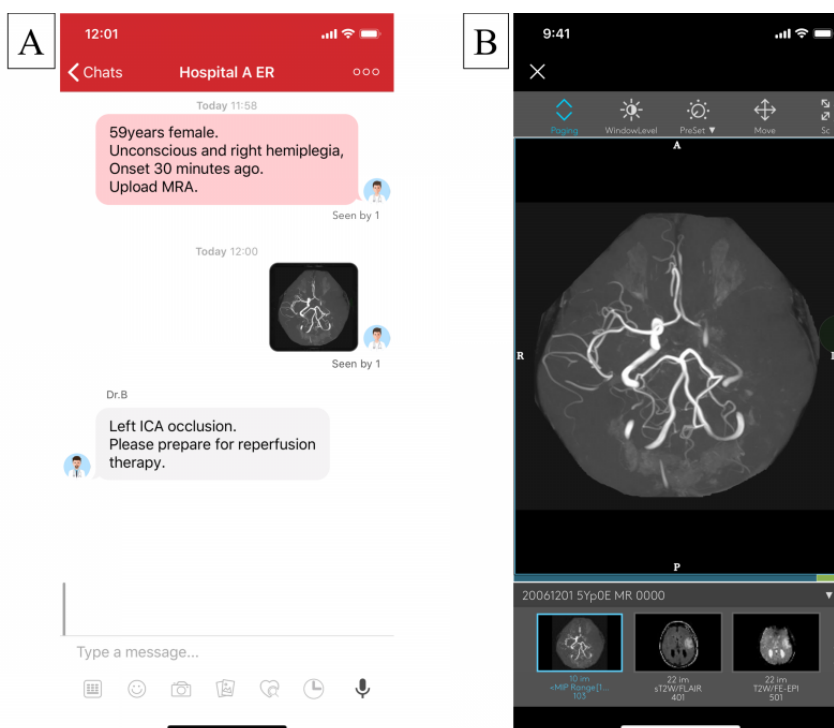 A
12:01
Chats
Hospital A ER
Today 11:58
59years female.
Unconscious and right hemiplegia,
Onset 30 minutes ago.
Upload MRA.
Seen by 1
Today 12:00
Seen by 1
Dr.B
Left ICA occlusion.
Please prepare for reperfusion
therapy.
Type a message...
B
9:41
Paging
WindowLevel
PreSet ▼
Move
Sc
A
R
P
20061201 5Yp0E MR 0000
10 im
<MIP Range[1...
103
22 im
sT2W/FLAIR
401
22 im
T2W/FE-EPI
501